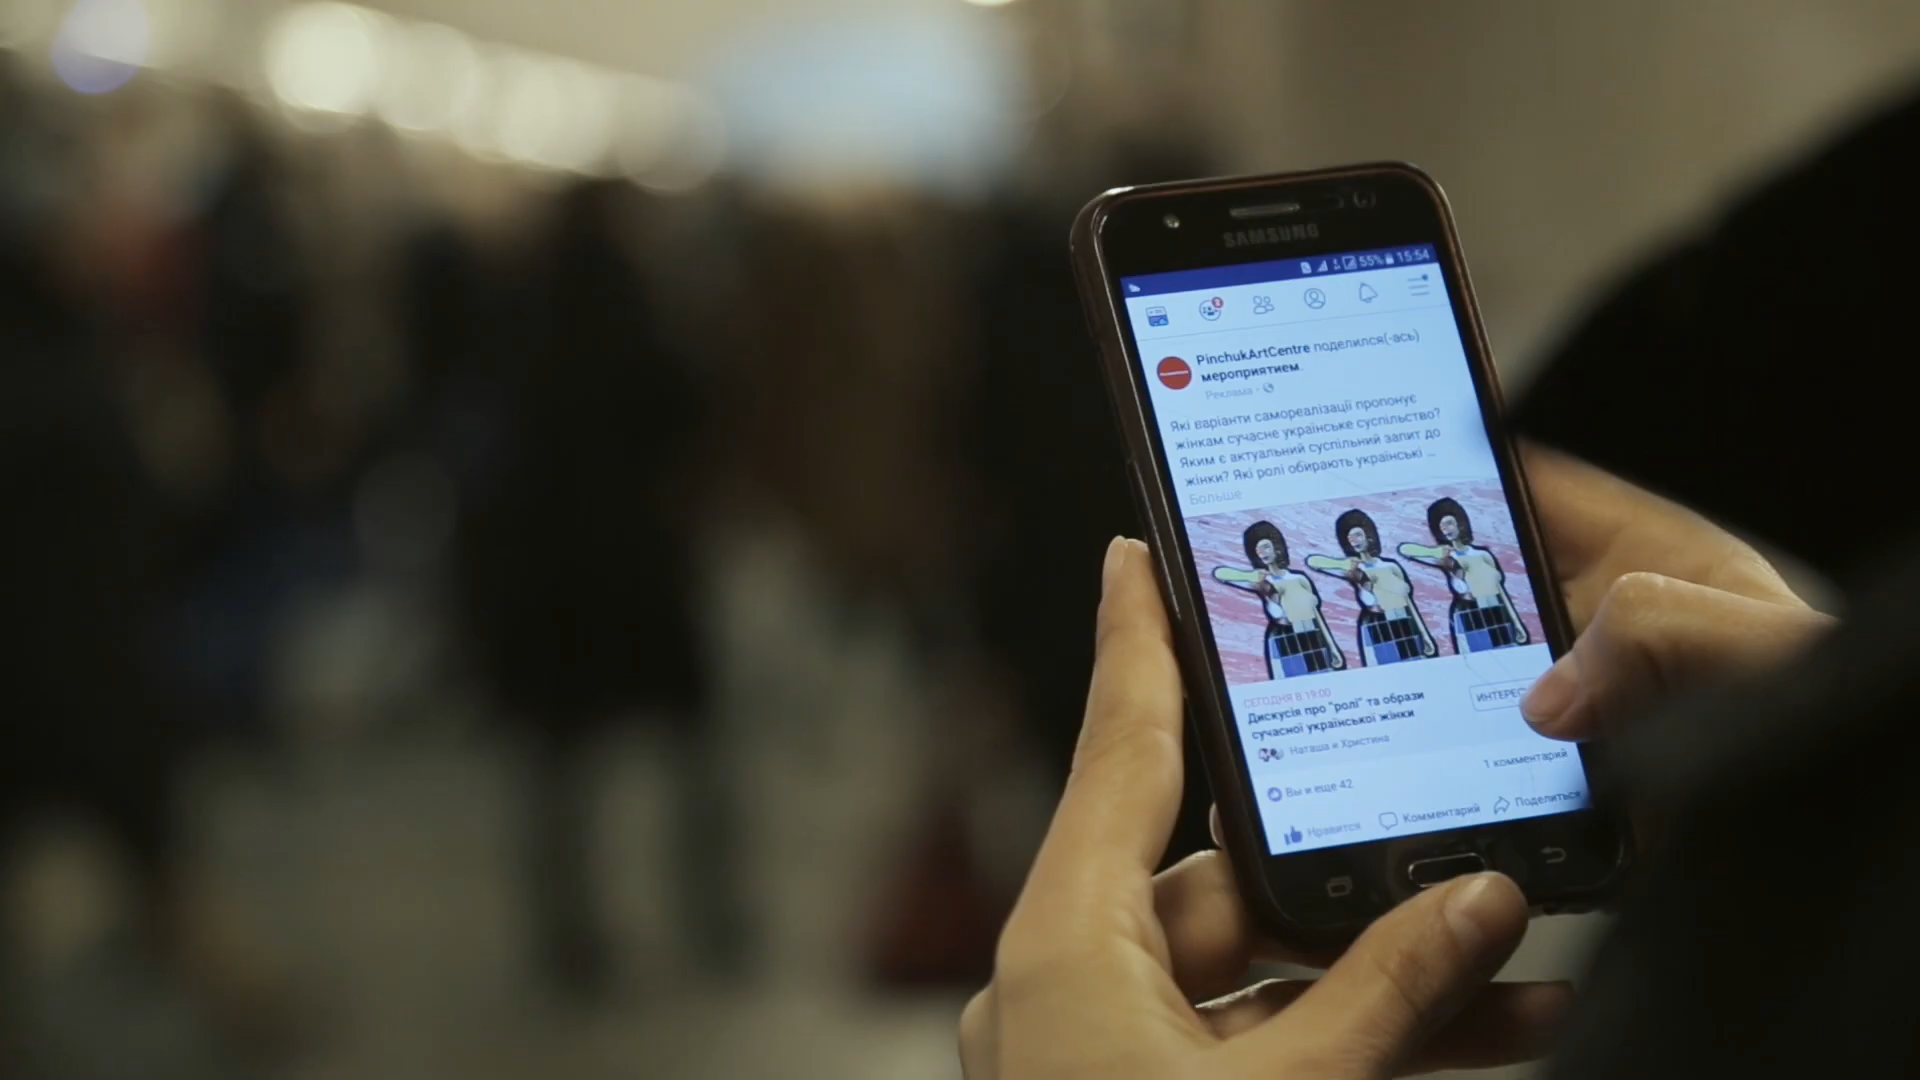 SAMSUNG
55% 15:54
2
PinchukArtCentre поделился(-ась)
мероприятием.
Реклама ·
Які варіанти самореалізації пропонує
жінкам сучасне українське суспільство?
Яким є актуальний суспільний запит до
жінки? Які ролі обирають українські ...
Больше
СЕГОДНЯ В 19:00
Дискусія про "ролі" та образи
сучасної української жінки
ИНТЕРЕС
Наташа и Христина
Вы и еще 42
1 комментарий
Нравится
Комментарий
Поделиться